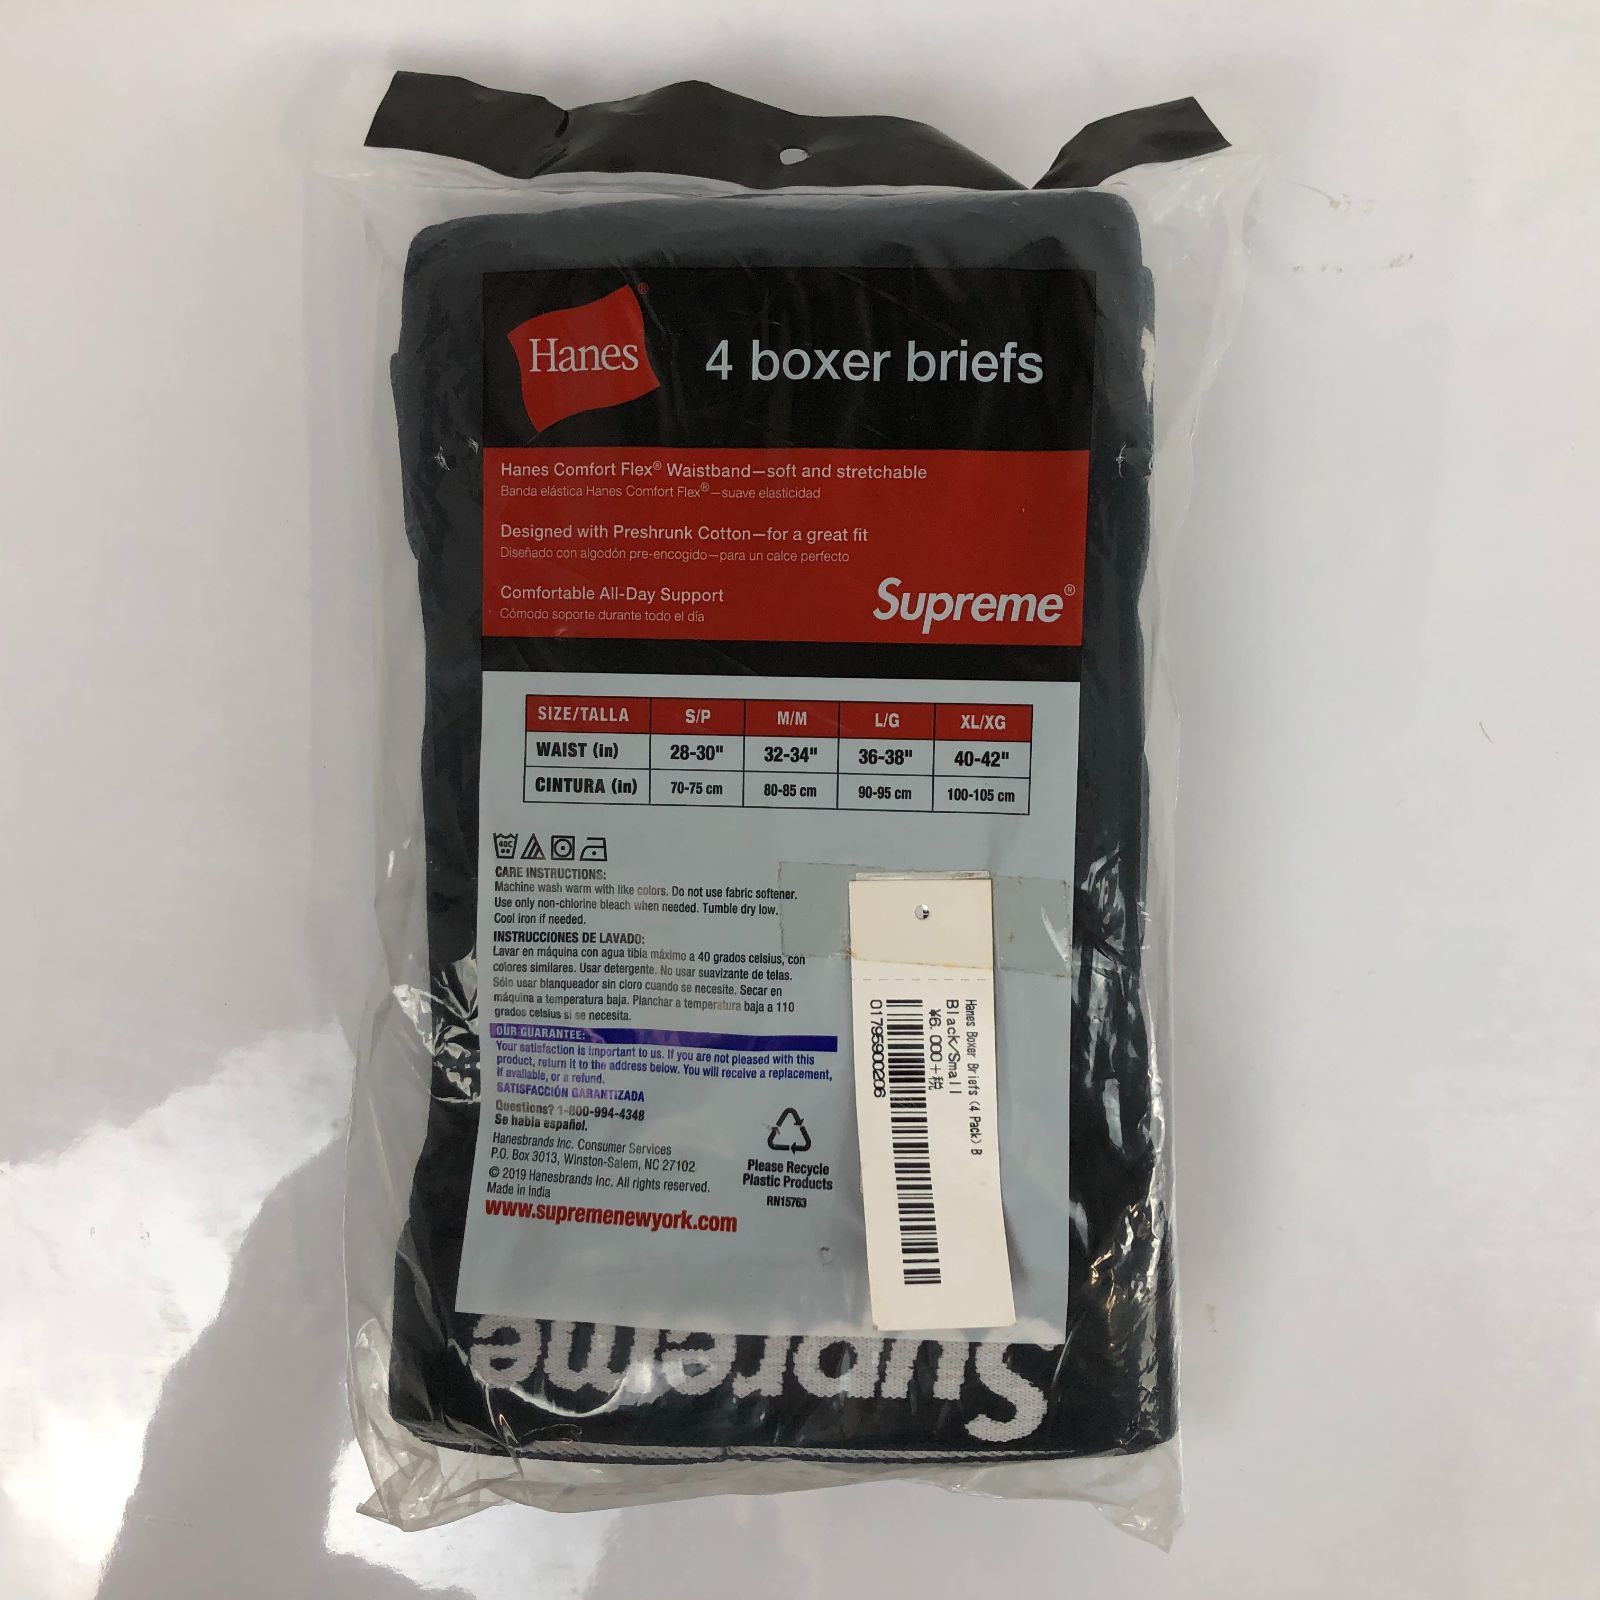 Hanes®
4 boxer briefs
Hanes Comfort Flex® Waistband—soft and stretchable
Banda elástica Hanes Comfort Flex®—suave elasticidad
Designed with Preshrunk Cotton—for a great fit
Diseñado con algodón pre-encogido—para un calce perfecto
Comfortable All-Day Support
Cómodo soporte durante todo el día
Supreme®
SIZE/TALLA S/P M/M L/G XL/XG
WAIST (in) 28-30" 32-34" 36-38" 40-42"
CINTURA (in) 70-75 cm 80-85 cm 90-95 cm 100-105 cm
40C
CARE INSTRUCTIONS:
Machine wash warm with like colors. Do not use fabric softener.
Use only non-chlorine bleach when needed. Tumble dry low.
Cool iron if needed.
INSTRUCCIONES DE LAVADO:
Lavar en máquina con agua tibia máximo a 40 grados celsius, con
colores similares. Usar detergente. No usar suavizante de telas.
Sólo usar blanqueador sin cloro cuando se necesite. Secar en
máquina a temperatura baja. Planchar a temperatura baja a 110
grados celsius si se necesita.
OUR GUARANTEE:
Your satisfaction is important to us. If you are not pleased with this
product, return it to the address below. You will receive a replacement,
if available, or a refund.
SATISFACCIÓN GARANTIZADA
Questions? 1-800-994-4348
Se habla español.
Hanesbrands Inc. Consumer Services
P.O. Box 3013, Winston-Salem, NC 27102
© 2019 Hanesbrands Inc. All rights reserved.
Made in India
www.supremenewyork.com
Please Recycle
Plastic Products
RN15763
Hanes Boxer Briefs (4 Pack) B
Black/Small
¥6,000+税
01795900206
Supreme